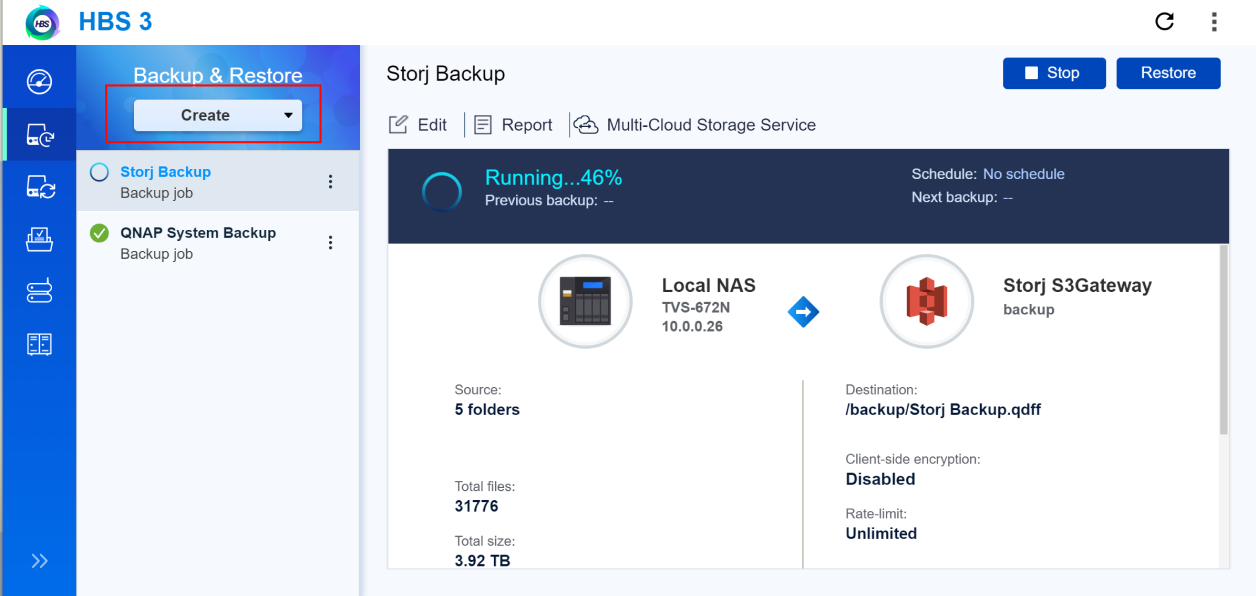 HBS
HBS 3
Backup & Restore
Create
Storj Backup
Backup job
QNAP System Backup
Backup job
Storj Backup
Stop
Restore
Edit
Report
Multi-Cloud Storage Service
Running...46%
Previous backup: --
Schedule: No schedule
Next backup: --
Local NAS
TVS-672N
10.0.0.26
Storj S3Gateway
backup
Source:
5 folders
Total files:
31776
Total size:
3.92 TB
Destination:
/backup/Storj Backup.qdff
Client-side encryption:
Disabled
Rate-limit:
Unlimited